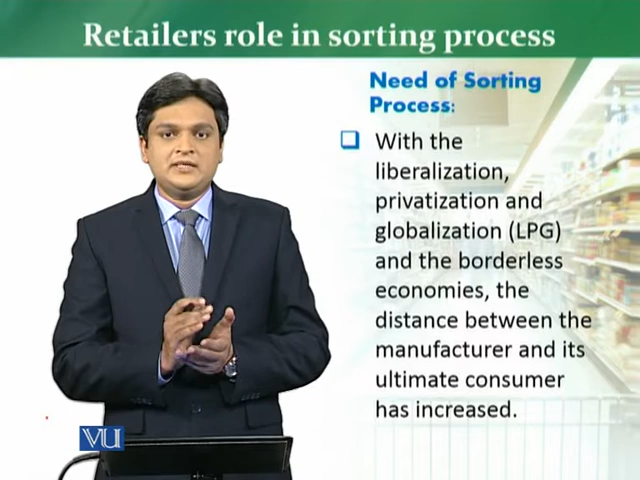 Retailers role in sorting process
Need of Sorting
Process:
With the
liberalization,
privatization and
globalization (LPG)
and the borderless
economies, the
distance between the
manufacturer and its
ultimate consumer
has increased.
VU